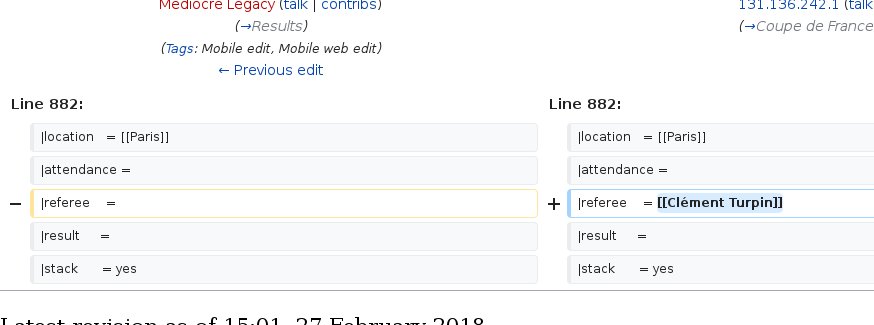 Mediocre Legacy (talk | contribs)
(→Results)
(Tags: Mobile edit, Mobile web edit)
← Previous edit
131.136.242.1 (talk
(→Coupe de France
Line 882:
|location = [[Paris]]
|attendance =
− |referee =
|result =
|stack = yes
Line 882:
|location = [[Paris]]
|attendance =
+ |referee = [[Clément Turpin]]
|result =
|stack = yes
Latest revision as of 15:01, 27 February 2018